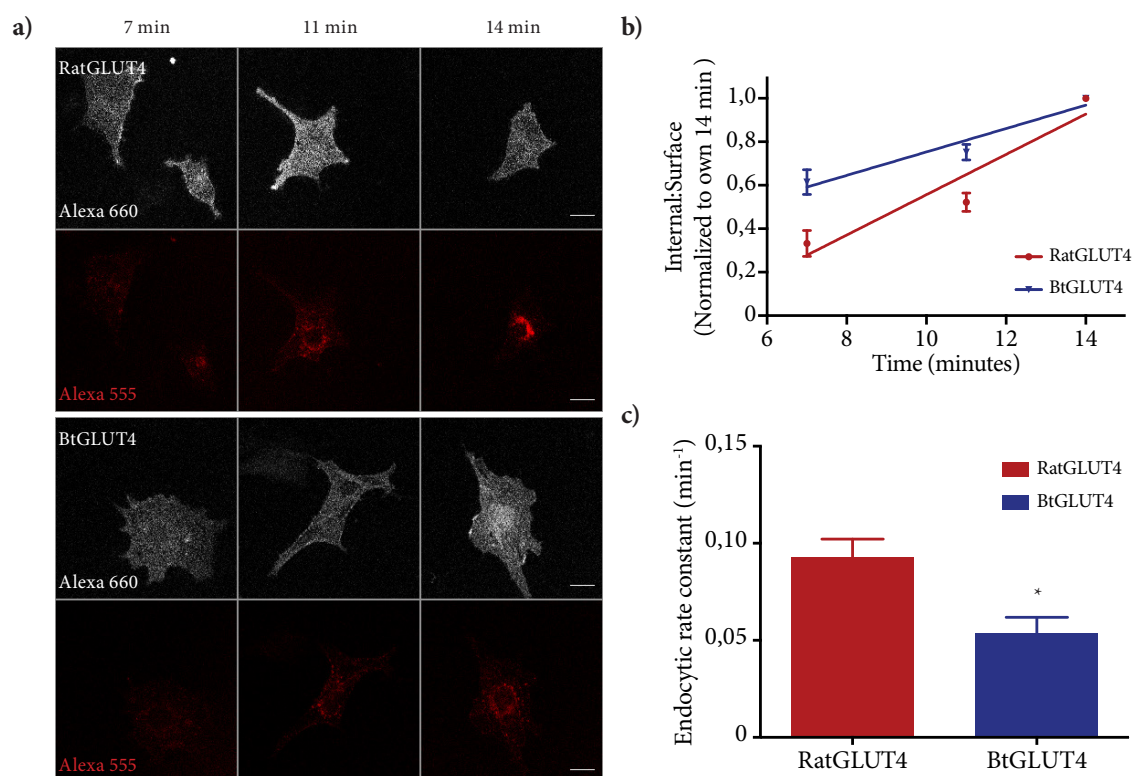 a)
7 min 11 min 14 min
RatGLUT4
Alexa 660
Alexa 555
BtGLUT4
Alexa 660
Alexa 555
b)
Internal:Surface
(Normalized to own 14 min )
1,0
0,8
0,6
0,4
0,2
0
6 8 10 12 14
Time (minutes)
RatGLUT4
BtGLUT4
c)
Endocytic rate constant (min⁻¹)
0,15
0,10
0,05
0
RatGLUT4
BtGLUT4
*
RatGLUT4 BtGLUT4